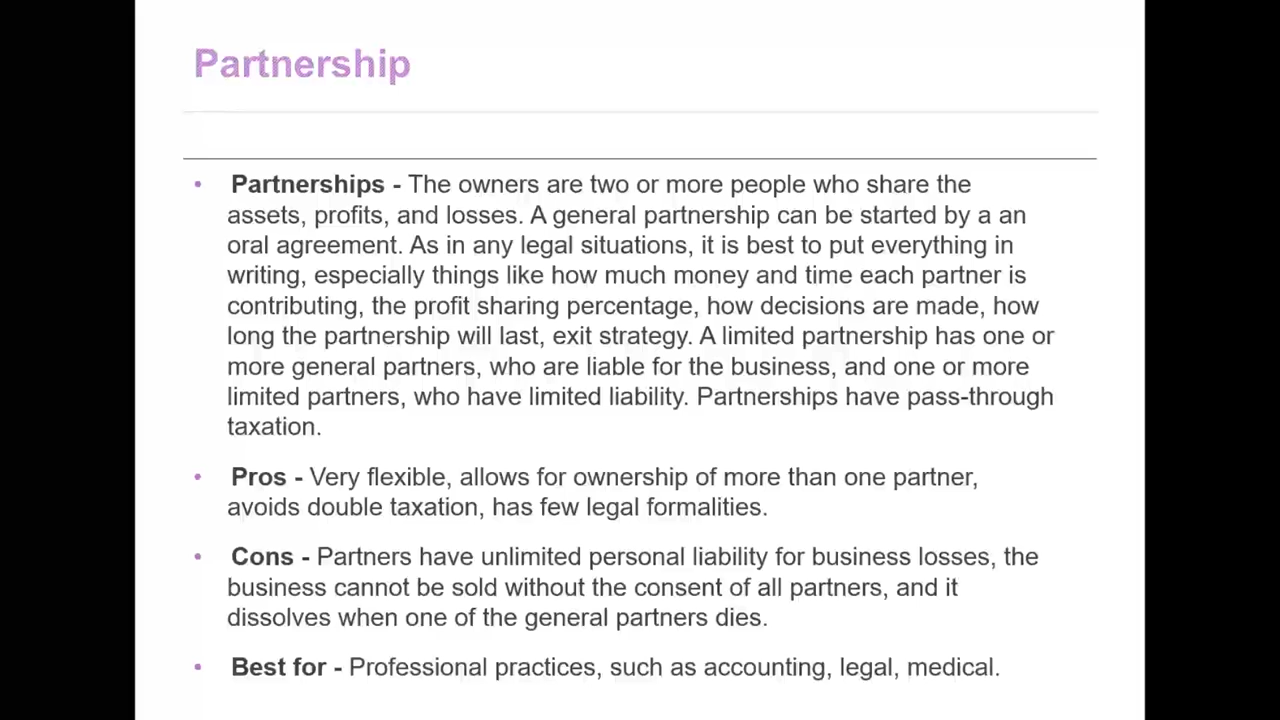 Partnership
• Partnerships - The owners are two or more people who share the
assets, profits, and losses. A general partnership can be started by a an
oral agreement. As in any legal situations, it is best to put everything in
writing, especially things like how much money and time each partner is
contributing, the profit sharing percentage, how decisions are made, how
long the partnership will last, exit strategy. A limited partnership has one or
more general partners, who are liable for the business, and one or more
limited partners, who have limited liability. Partnerships have pass-through
taxation.
• Pros - Very flexible, allows for ownership of more than one partner,
avoids double taxation, has few legal formalities.
• Cons - Partners have unlimited personal liability for business losses, the
business cannot be sold without the consent of all partners, and it
dissolves when one of the general partners dies.
• Best for - Professional practices, such as accounting, legal, medical.